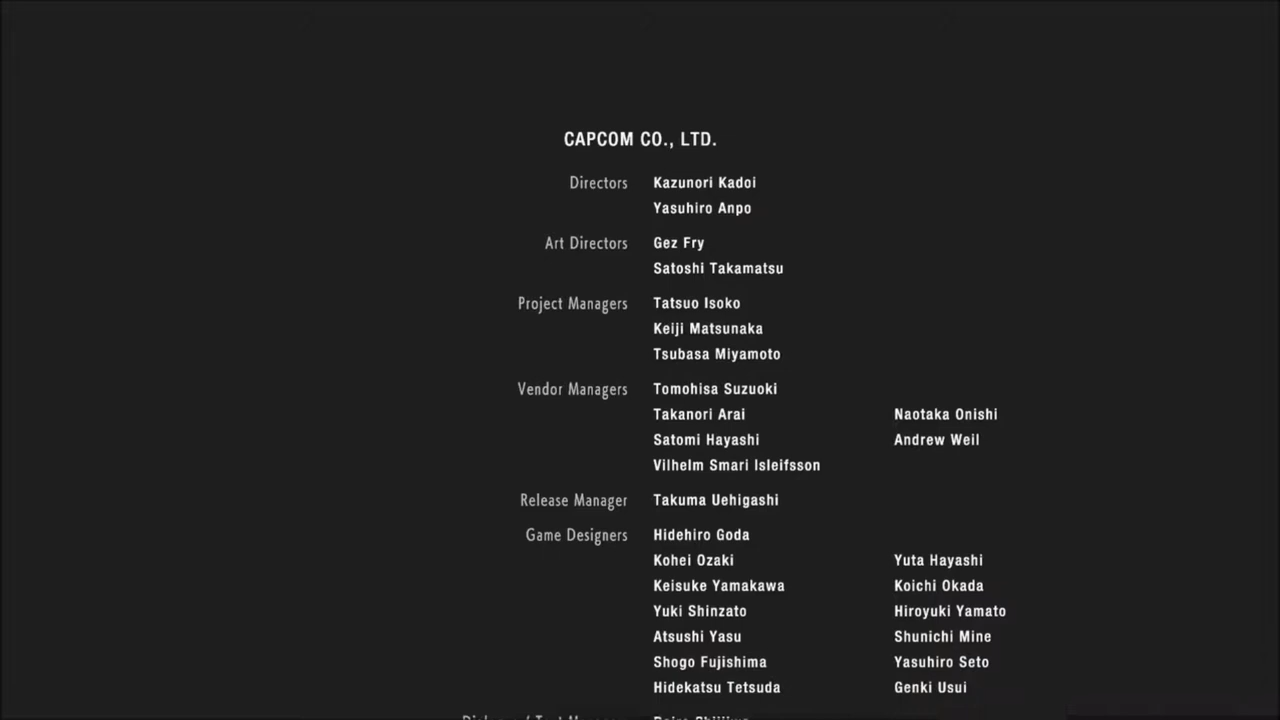 CAPCOM CO., LTD.
Directors Kazunori Kadoi
Yasuhiro Anpo
Art Directors Gez Fry
Satoshi Takamatsu
Project Managers Tatsuo Isoko
Keiji Matsunaka
Tsubasa Miyamoto
Vendor Managers Tomohisa Suzuoki
Takanori Arai Naotaka Onishi
Satomi Hayashi Andrew Weil
Vilhelm Smari Isleifsson
Release Manager Takuma Uehigashi
Game Designers Hidehiro Goda
Kohei Ozaki Yuta Hayashi
Keisuke Yamakawa Koichi Okada
Yuki Shinzato Hiroyuki Yamato
Atsushi Yasu Shunichi Mine
Shogo Fujishima Yasuhiro Seto
Hidekatsu Tetsuda Genki Usui